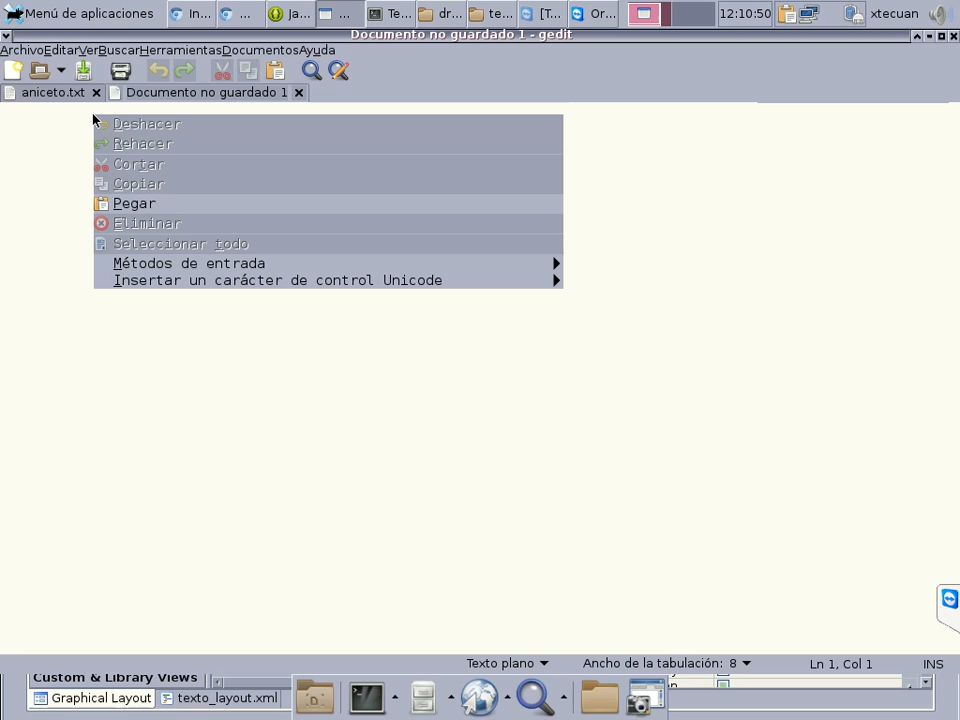 Menú de aplicaciones In... ... Ja... ... Te... dr... te... [T... Or... 12:10:50 xtecuan
Documento no guardado 1 - gedit
Archivo Editar Ver Buscar Herramientas Documentos Ayuda
aniceto.txt Documento no guardado 1
Deshacer
Rehacer
Cortar
Copiar
Pegar
Eliminar
Seleccionar todo
Métodos de entrada
Insertar un carácter de control Unicode
Texto plano Ancho de la tabulación: 8 Ln 1, Col 1 INS
Custom & Library Views
Graphical Layout texto_layout.xml